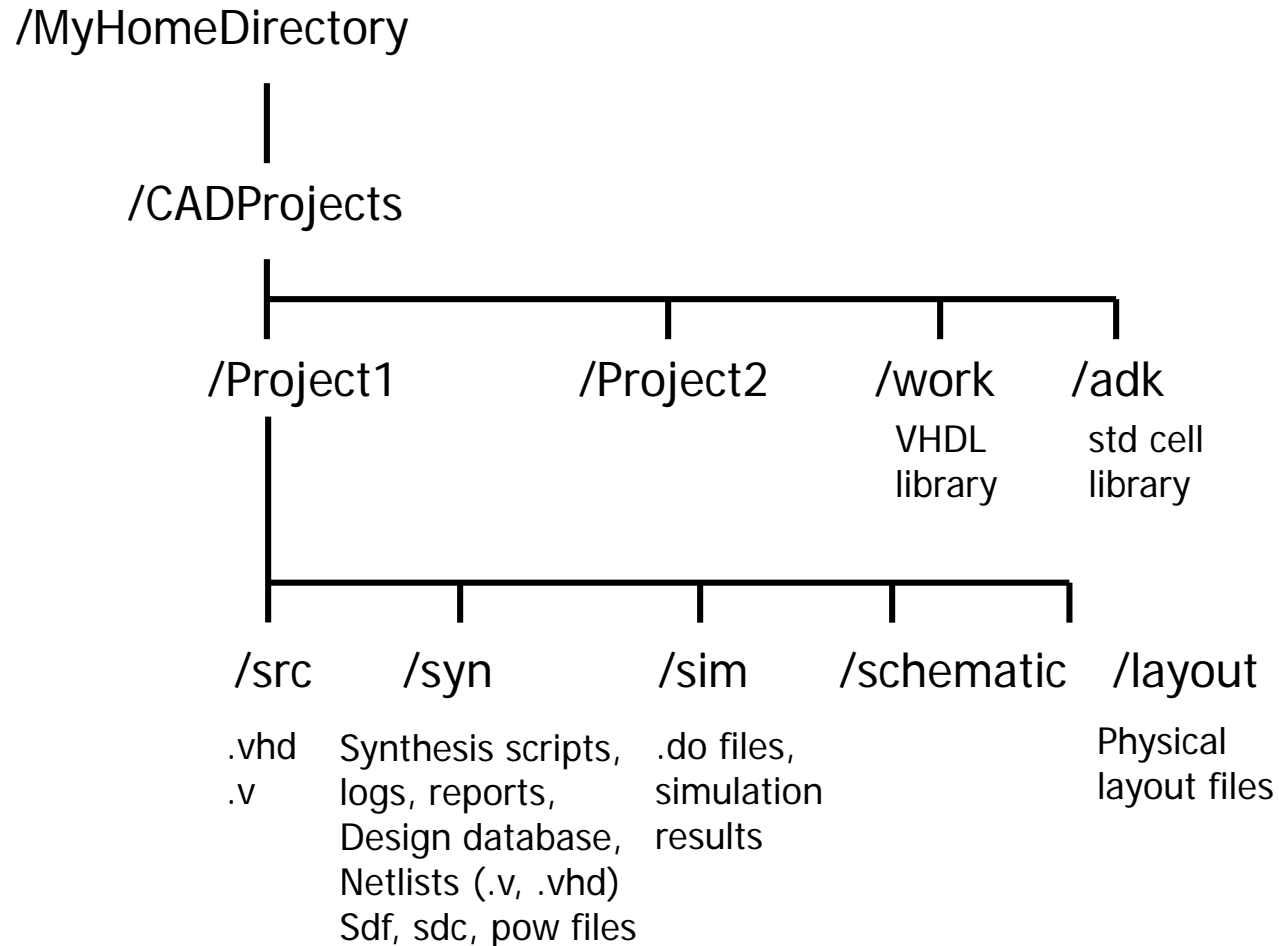 /MyHomeDirectory
/CADProjects
/Project1
/Project2
/work
/adk
VHDL
library
std cell
library
/src
/syn
/sim
/schematic
/layout
.vhd
.v
Synthesis scripts,
logs, reports,
Design database,
Netlists (.v, .vhd)
Sdf, sdc, pow files
.do files,
simulation
results
Physical
layout files